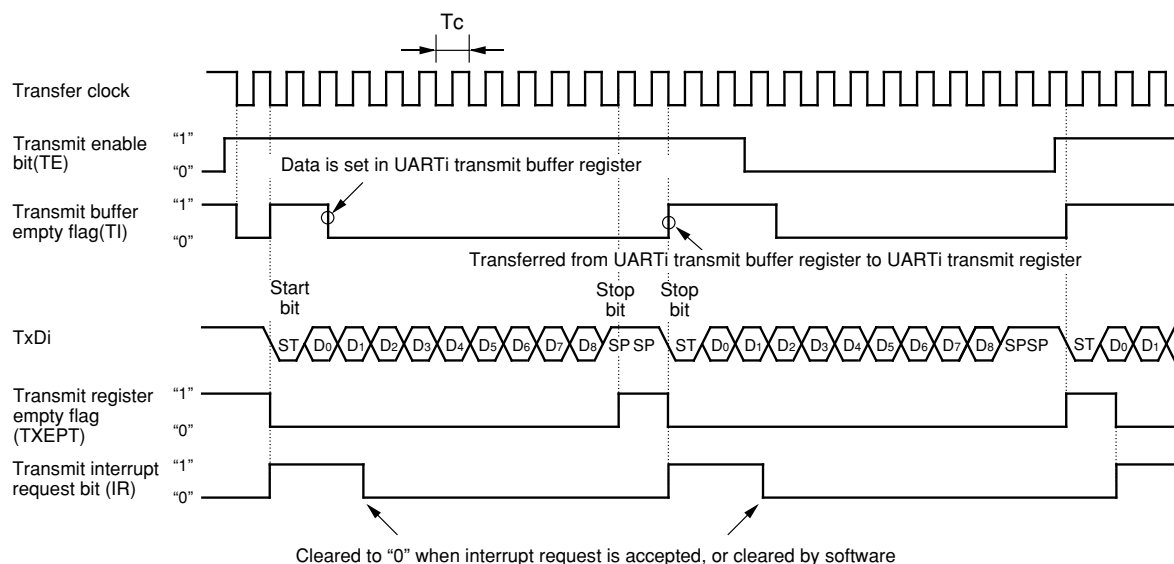 Tc
Transfer clock
Transmit enable
bit(TE)
“1”
“0”
Data is set in UARTi transmit buffer register
Transmit buffer
empty flag(TI)
“1”
“0”
Transferred from UARTi transmit buffer register to UARTi transmit register
Start
bit
Stop
bit
Stop
bit
TxDi
ST D0 D1 D2 D3 D4 D5 D6 D7 D8 SP SP ST D0 D1 D2 D3 D4 D5 D6 D7 D8 SPSP ST D0 D1
Transmit register
empty flag
(TXEPT)
“1”
“0”
Transmit interrupt
request bit (IR)
“1”
“0”
Cleared to “0” when interrupt request is accepted, or cleared by software